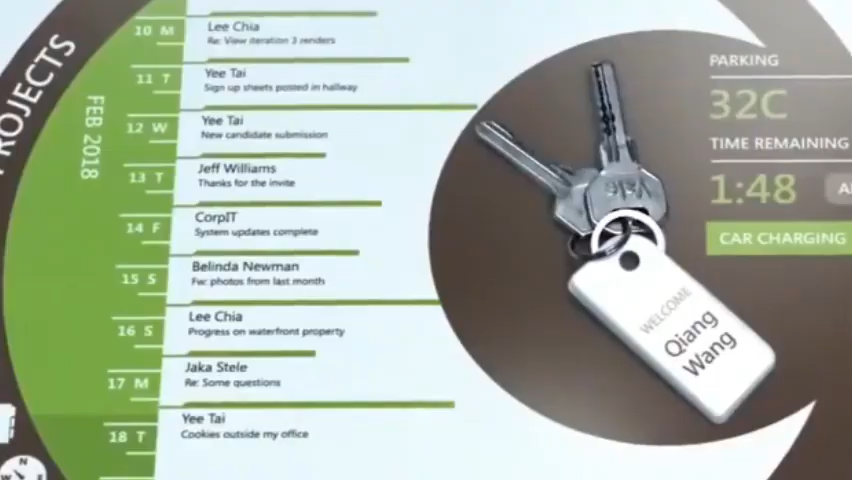 PROJECTS
FEB 2018
10 M
Lee Chia
Re: View iteration 3 renders
11 T
Yee Tai
Sign up sheets posted in hallway
12 W
Yee Tai
New candidate submission
13 T
Jeff Williams
Thanks for the invite
14 F
CorpIT
System updates complete
15 S
Belinda Newman
Fw: photos from last month
16 S
Lee Chia
Progress on waterfront property
17 M
Jaka Stele
Re: Some questions
18 T
Yee Tai
Cookies outside my office
Yale
WELCOME
Qiang
Wang
PARKING
32C
TIME REMAINING
1:48
CAR CHARGING
N
W